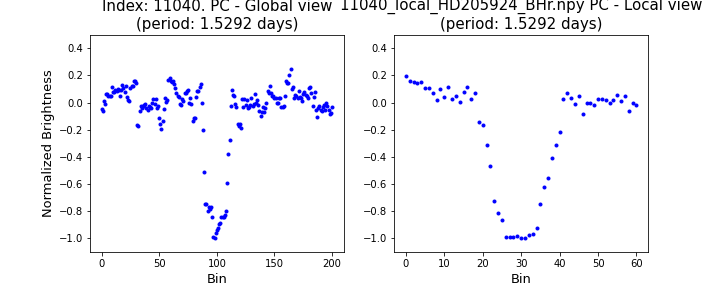 Index: 11040. PC - Global view
(period: 1.5292 days)
11040_local_HD205924_BHr.npy PC - Local view
(period: 1.5292 days)
Normalized Brightness
0.4
0.2
0.0
−0.2
−0.4
−0.6
−0.8
−1.0
0 50 100 150 200
Bin
0.4
0.2
0.0
−0.2
−0.4
−0.6
−0.8
−1.0
0 10 20 30 40 50 60
Bin